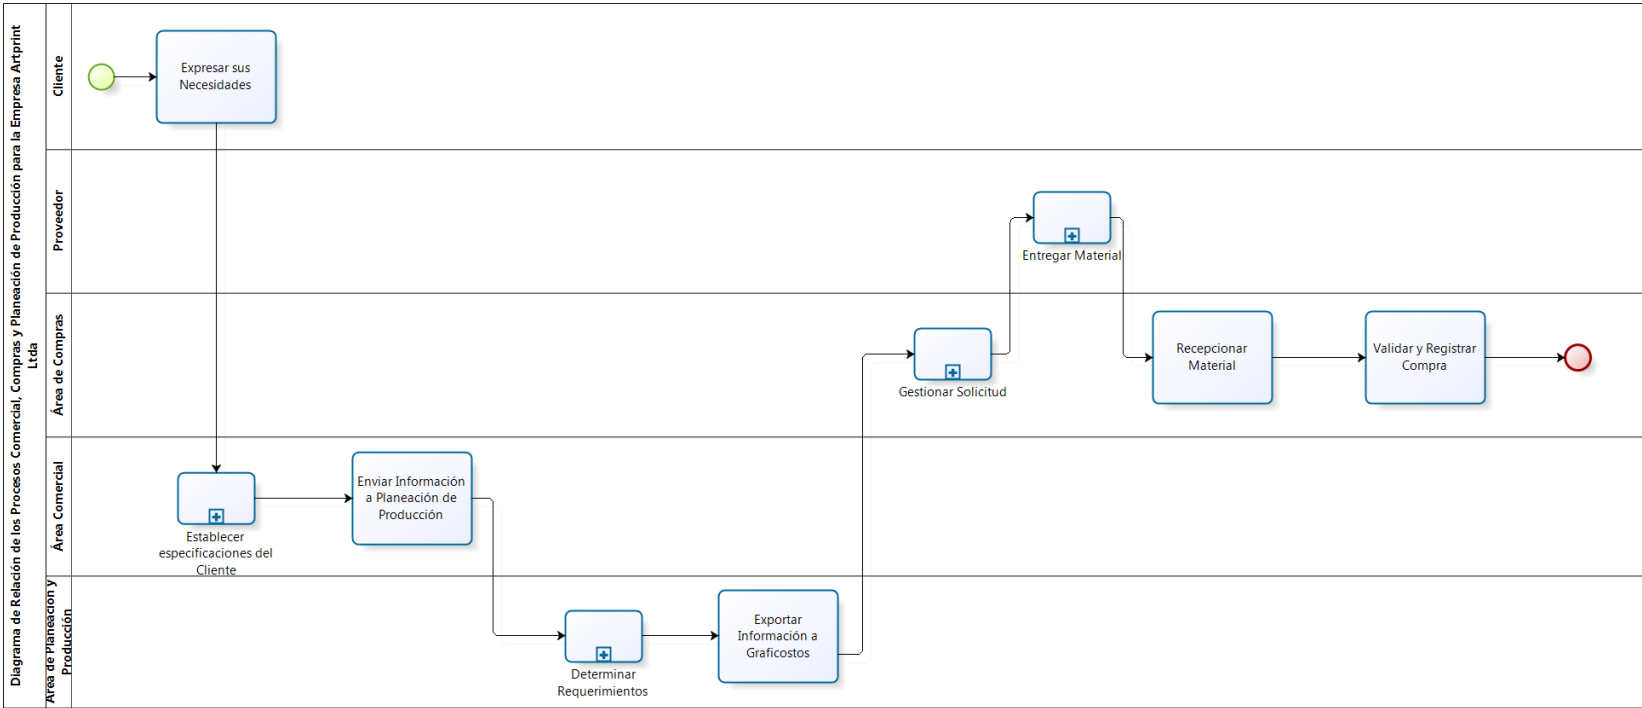 Diagrama de Relación de los Procesos Comercial, Compras y Planeación de Producción para la Empresa Artprint
Ltda
Cliente
Expresar sus
Necesidades
Proveedor
Entregar Material
Área de Compras
Gestionar Solicitud
Recepcionar
Material
Validar y Registrar
Compra
Área Comercial
Establecer
especificaciones del
Cliente
Enviar Información
a Planeación de
Producción
Área de Planeación y
Producción
Determinar
Requerimientos
Exportar
Información a
Graficostos